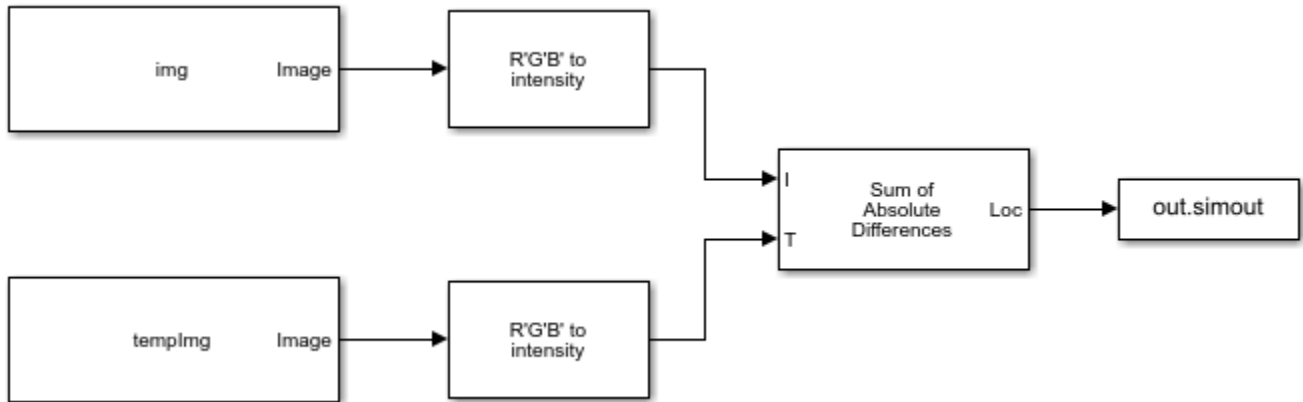 img
Image
R'G'B' to
intensity
I
T
Sum of
Absolute
Differences
Loc
out.simout
tempImg
Image
R'G'B' to
intensity